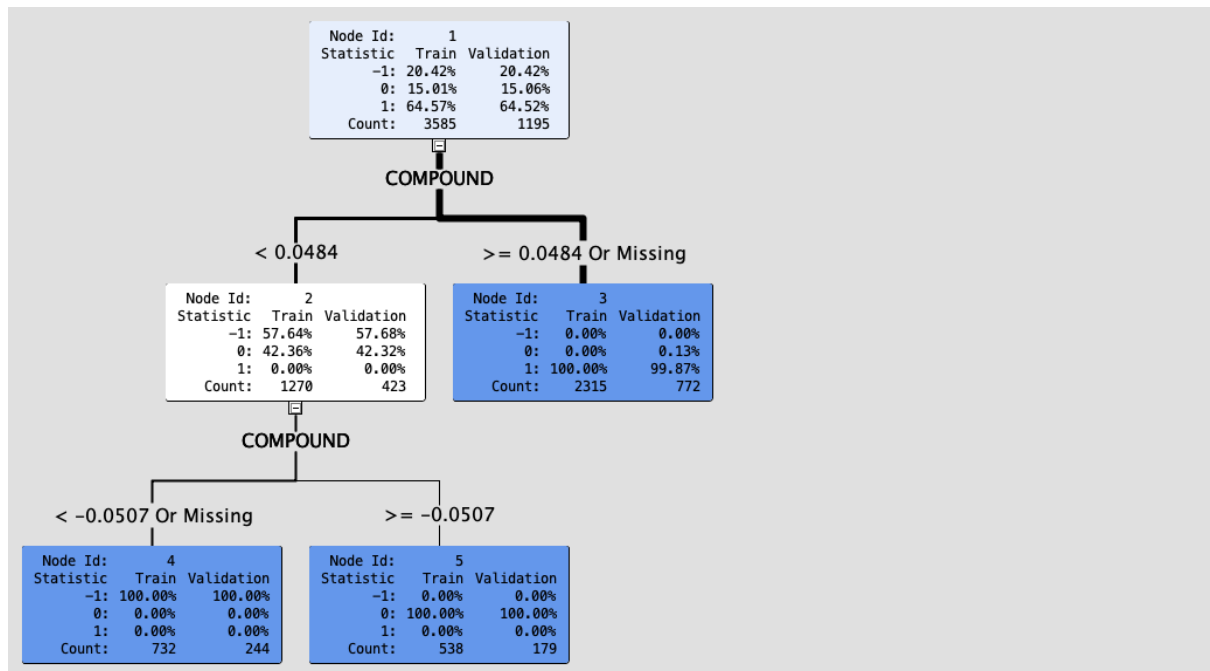 Node Id: 1
Statistic Train Validation
-1: 20.42% 20.42%
0: 15.01% 15.06%
1: 64.57% 64.52%
Count: 3585 1195
COMPOUND
< 0.0484
>= 0.0484 Or Missing
Node Id: 2
Statistic Train Validation
-1: 57.64% 57.68%
0: 42.36% 42.32%
1: 0.00% 0.00%
Count: 1270 423
Node Id: 3
Statistic Train Validation
-1: 0.00% 0.00%
0: 0.00% 0.13%
1: 100.00% 99.87%
Count: 2315 772
COMPOUND
< -0.0507 Or Missing
>= -0.0507
Node Id: 4
Statistic Train Validation
-1: 100.00% 100.00%
0: 0.00% 0.00%
1: 0.00% 0.00%
Count: 732 244
Node Id: 5
Statistic Train Validation
-1: 0.00% 0.00%
0: 100.00% 100.00%
1: 0.00% 0.00%
Count: 538 179